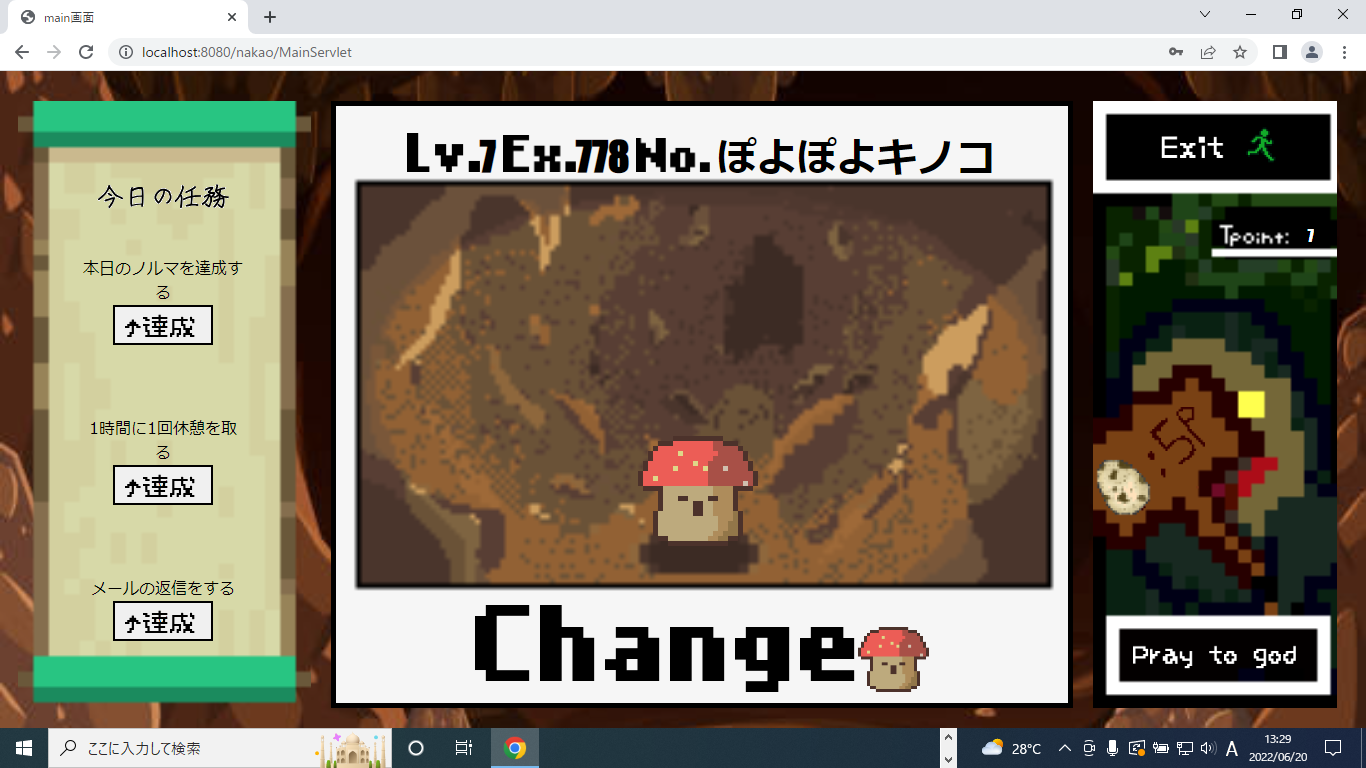 main画面
localhost:8080/nakao/MainServlet
今日の任務
本日のノルマを達成す
る
↑達成
1時間に1回休憩を取
る
↑達成
メールの返信をする
↑達成
Lv.7 Ex.778 No.ぽよぽよキノコ
Change
Exit
Tpoint: 7
Pray to god
ここに入力して検索
28°C
A
13:29
2022/06/20